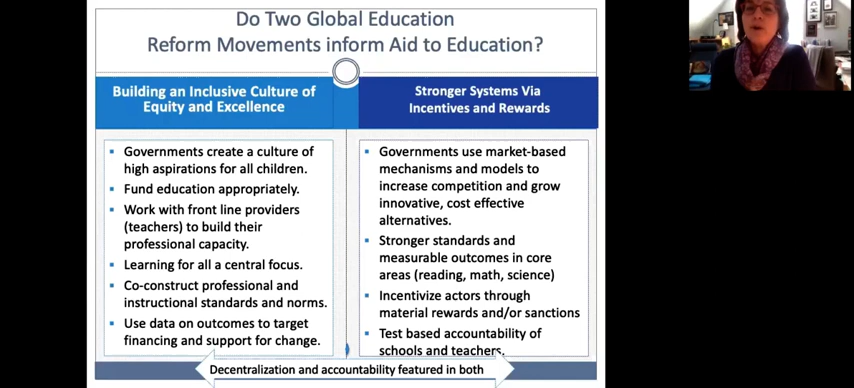 Do Two Global Education
Reform Movements inform Aid to Education?
Building an Inclusive Culture of
Equity and Excellence
▪ Governments create a culture of
high aspirations for all children.
▪ Fund education appropriately.
▪ Work with front line providers
(teachers) to build their
professional capacity.
▪ Learning for all a central focus.
▪ Co-construct professional and
instructional standards and norms.
▪ Use data on outcomes to target
financing and support for change.
Stronger Systems Via
Incentives and Rewards
▪ Governments use market-based
mechanisms and models to
increase competition and grow
innovative, cost effective
alternatives.
▪ Stronger standards and
measurable outcomes in core
areas (reading, math, science)
▪ Incentivize actors through
material rewards and/or sanctions
▪ Test based accountability of
schools and teachers.
Decentralization and accountability featured in both